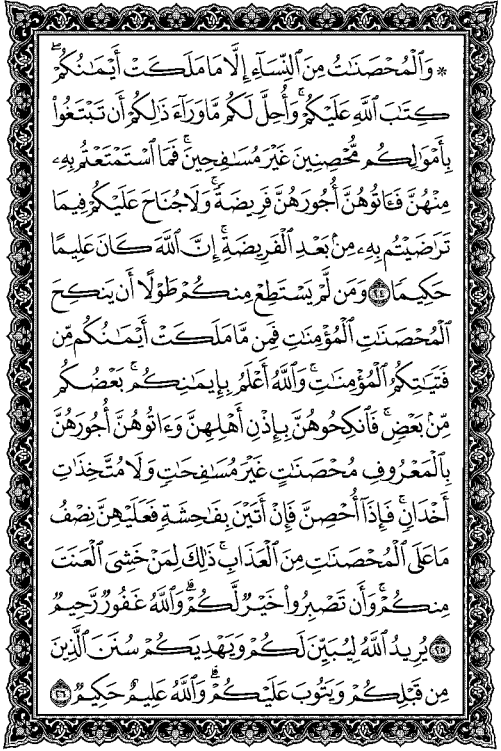 * وَالْمُحْصَنَاتُ مِنَ النِّسَاءِ إِلَّا مَا مَلَكَتْ أَيْمَانُكُمْ ۖ
كِتَابَ اللَّهِ عَلَيْكُمْ ۚ وَأُحِلَّ لَكُم مَّا وَرَاءَ ذَٰلِكُمْ أَن تَبْتَغُوا
بِأَمْوَالِكُم مُّحْصِنِينَ غَيْرَ مُسَافِحِينَ ۚ فَمَا اسْتَمْتَعْتُم بِهِ
مِنْهُنَّ فَآتُوهُنَّ أُجُورَهُنَّ فَرِيضَةً ۚ وَلَا جُنَاحَ عَلَيْكُمْ فِيمَا
تَرَاضَيْتُم بِهِ مِن بَعْدِ الْفَرِيضَةِ ۚ إِنَّ اللَّهَ كَانَ عَلِيمًا
حَكِيمًا ٢٤ وَمَن لَّمْ يَسْتَطِعْ مِنكُمْ طَوْلًا أَن يَنكِحَ
الْمُحْصَنَاتِ الْمُؤْمِنَاتِ فَمِن مَّا مَلَكَتْ أَيْمَانُكُم مِّن
فَتَيَاتِكُمُ الْمُؤْمِنَاتِ ۚ وَاللَّهُ أَعْلَمُ بِإِيمَانِكُم ۚ بَعْضُكُم
مِّن بَعْضٍ ۚ فَانكِحُوهُنَّ بِإِذْنِ أَهْلِهِنَّ وَآتُوهُنَّ أُجُورَهُنَّ
بِالْمَعْرُوفِ مُحْصَنَاتٍ غَيْرَ مُسَافِحَاتٍ وَلَا مُتَّخِذَاتِ
أَخْدَانٍ ۚ فَإِذَا أُحْصِنَّ فَإِنْ أَتَيْنَ بِفَاحِشَةٍ فَعَلَيْهِنَّ نِصْفُ
مَا عَلَى الْمُحْصَنَاتِ مِنَ الْعَذَابِ ۚ ذَٰلِكَ لِمَنْ خَشِيَ الْعَنَتَ
مِنكُمْ ۚ وَأَن تَصْبِرُوا خَيْرٌ لَّكُمْ ۗ وَاللَّهُ غَفُورٌ رَّحِيمٌ
٢٥ يُرِيدُ اللَّهُ لِيُبَيِّنَ لَكُمْ وَيَهْدِيَكُمْ سُنَنَ الَّذِينَ
مِن قَبْلِكُمْ وَيَتُوبَ عَلَيْكُمْ ۗ وَاللَّهُ عَلِيمٌ حَكِيمٌ ٢٦